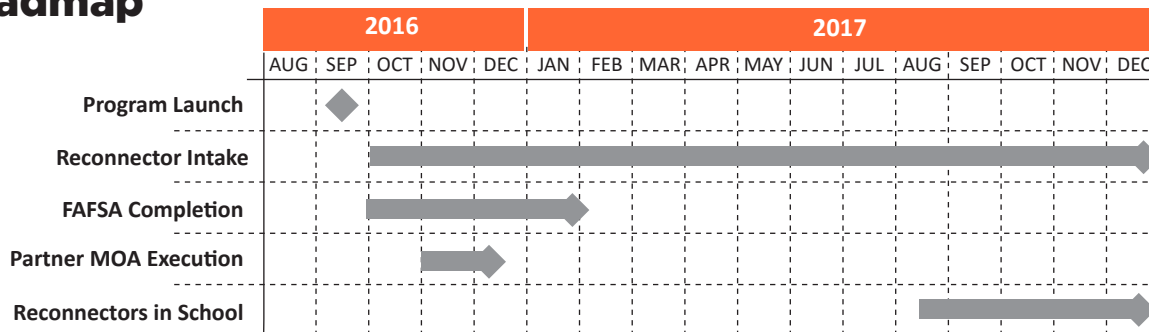 admap
2016 2017
AUG SEP OCT NOV DEC JAN FEB MAR APR MAY JUN JUL AUG SEP OCT NOV DEC
Program Launch
Reconnector Intake
FAFSA Completion
Partner MOA Execution
Reconnectors in School